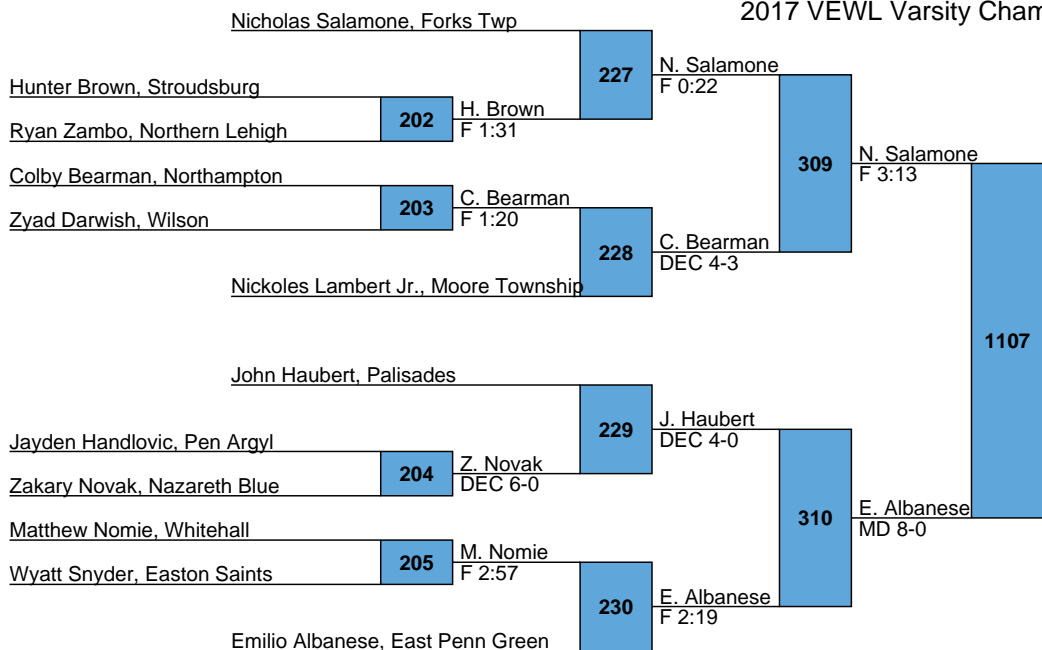 2017 VEWL Varsity Cham
Nicholas Salamone, Forks Twp
227
N. Salamone
F 0:22
Hunter Brown, Stroudsburg
202
H. Brown
F 1:31
Ryan Zambo, Northern Lehigh
309
N. Salamone
F 3:13
Colby Bearman, Northampton
203
C. Bearman
F 1:20
Zyad Darwish, Wilson
228
C. Bearman
DEC 4-3
Nickoles Lambert Jr., Moore Township
1107
John Haubert, Palisades
229
J. Haubert
DEC 4-0
Jayden Handlovic, Pen Argyl
204
Z. Novak
DEC 6-0
Zakary Novak, Nazareth Blue
310
E. Albanese
MD 8-0
Matthew Nomie, Whitehall
205
M. Nomie
F 2:57
Wyatt Snyder, Easton Saints
230
E. Albanese
F 2:19
Emilio Albanese, East Penn Green